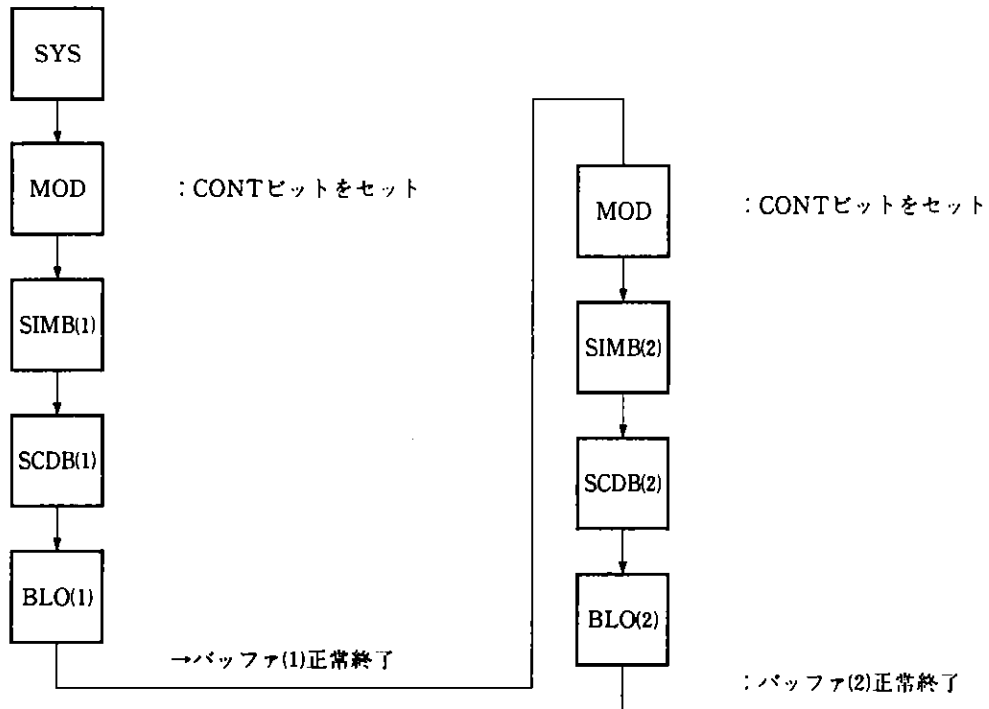 SYS
MOD
：CONTビットをセット
SIMB(1)
SCDB(1)
BLO(1)
→バッファ(1)正常終了
MOD
：CONTビットをセット
SIMB(2)
SCDB(2)
BLO(2)
：バッファ(2)正常終了